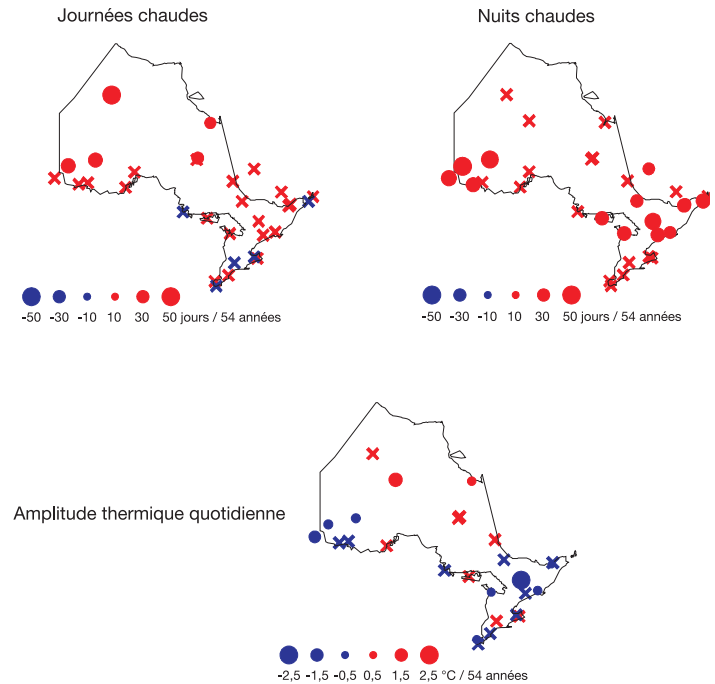 Journées chaudes
Nuits chaudes
-50 -30 -10 10 30 50 jours / 54 années
-50 -30 -10 10 30 50 jours / 54 années
Amplitude thermique quotidienne
-2,5 -1,5 -0,5 0,5 1,5 2,5 °C / 54 années